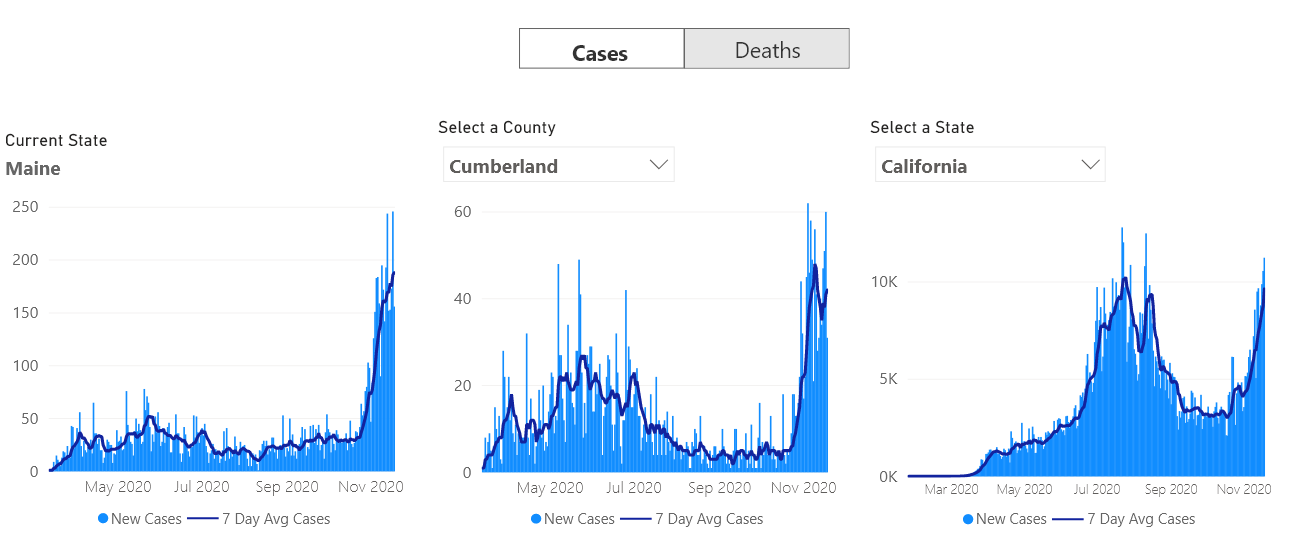 Cases Deaths
Current State
Maine
Select a County
Cumberland
Select a State
California
250
200
150
100
50
0
May 2020 Jul 2020 Sep 2020 Nov 2020
New Cases 7 Day Avg Cases
60
40
20
0
May 2020 Jul 2020 Sep 2020 Nov 2020
New Cases 7 Day Avg Cases
10K
5K
0K
Mar 2020 May 2020 Jul 2020 Sep 2020 Nov 2020
New Cases 7 Day Avg Cases